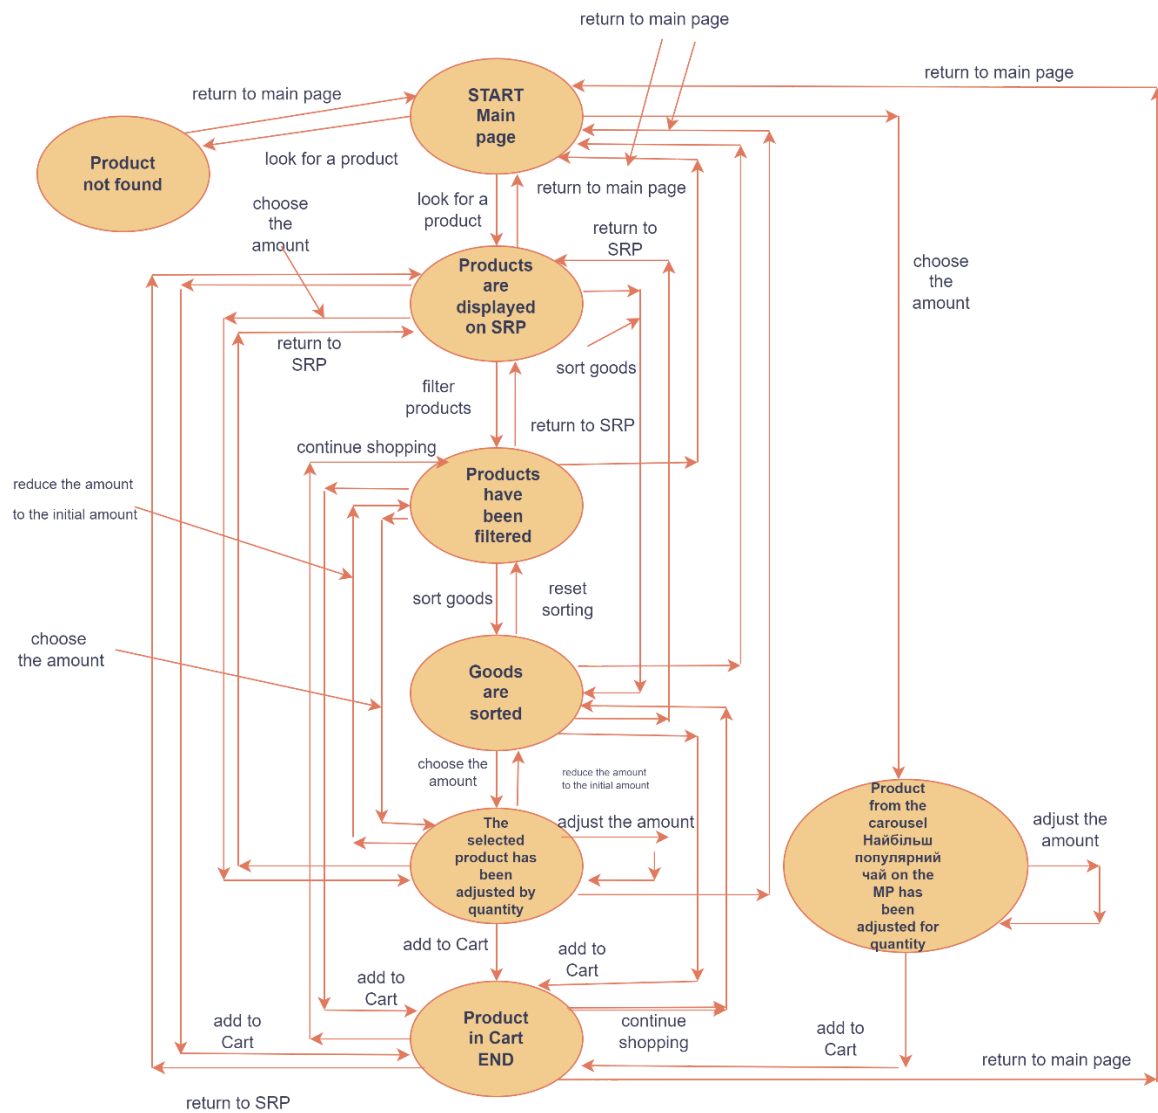 return to main page
return to main page
return to main page
START
Main
page
Product
not found
look for a product
return to main page
look for a
product
choose
the
amount
return to
SRP
Products
are
displayed
on SRP
choose
the
amount
return to
SRP
sort goods
filter
products
return to SRP
continue shopping
Products
have
been
filtered
reduce the amount
to the initial amount
sort goods
reset
sorting
choose
the amount
Goods
are
sorted
choose the
amount
reduce the amount
to the initial amount
The
selected
product has
been
adjusted by
quantity
adjust the amount
Product
from the
carousel
Найбільш
популярний
чай on the
MP has
been
adjusted for
quantity
adjust the
amount
add to Cart
add to
Cart
add to
Cart
add to
Cart
Product
in Cart
END
continue
shopping
add to
Cart
return to main page
return to SRP